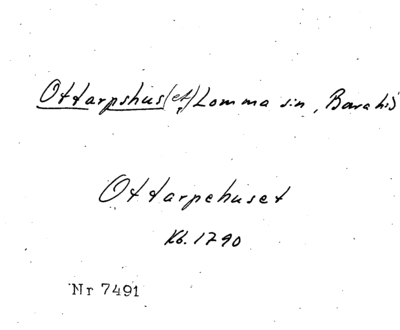 Ottarpshus(et) Lomma sn, Bara hd
Ottarpehuset
Kb. 1790
Nr 7491